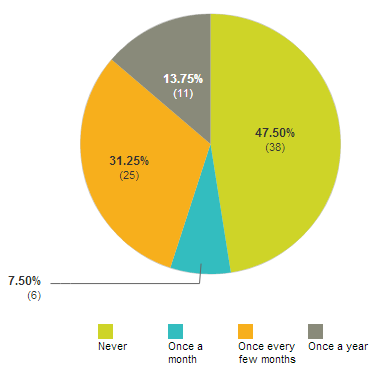 13.75%
(11)
47.50%
(38)
31.25%
(25)
7.50%
(6)
Never
Once a
month
Once every
few months
Once a year